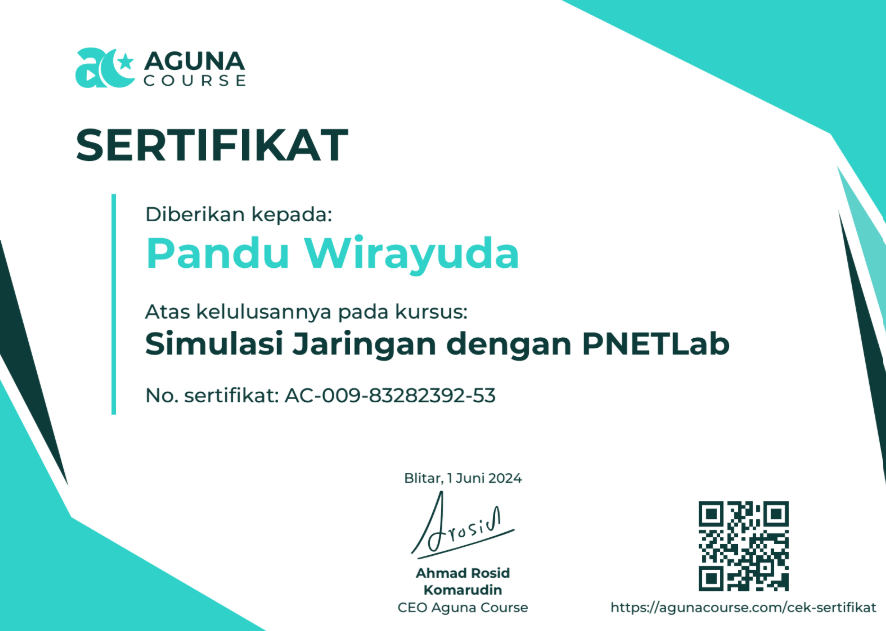 AGUNA
COURSE
SERTIFIKAT
Diberikan kepada:
Pandu Wirayuda
Atas kelulusannya pada kursus:
Simulasi Jaringan dengan PNETLab
No. sertifikat: AC-009-83282392-53
Blitar, 1 Juni 2024
Arosid
Ahmad Rosid
Komarudin
CEO Aguna Course
https://agunacourse.com/cek-sertifikat